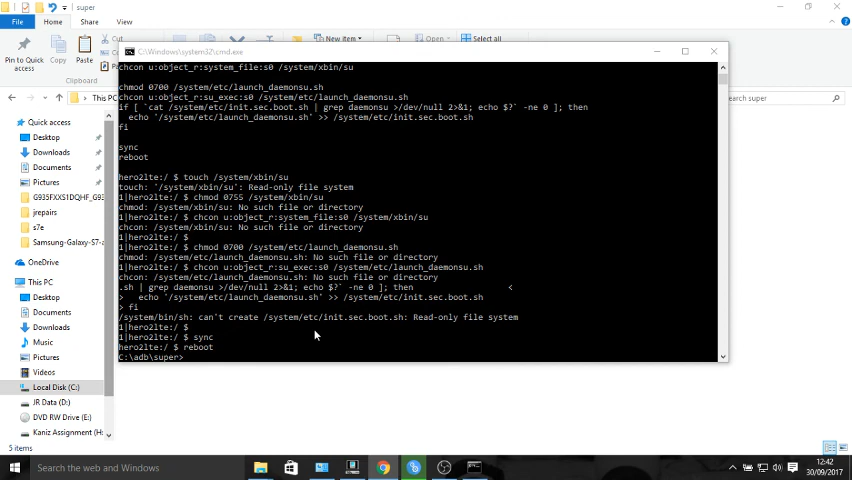 super
File
Home
Share
View
Pin to Quick access
Copy
Paste
Cut
Clipboard
New item
Open
Select all
This PC
earch super
C:\Windows\system32\cmd.exe
chcon u:object_r:system_file:s0 /system/xbin/su
chmod 0700 /system/etc/launch_daemonsu.sh
chcon u:object_r:su_exec:s0 /system/etc/launch_daemonsu.sh
if [ `cat /system/etc/init.sec.boot.sh | grep daemonsu >/dev/null 2>&1; echo $?` -ne 0 ]; then
echo '/system/etc/launch_daemonsu.sh' >> /system/etc/init.sec.boot.sh
fi
sync
reboot
hero2lte:/ $ touch /system/xbin/su
touch: '/system/xbin/su': Read-only file system
1|hero2lte:/ $ chmod 0755 /system/xbin/su
chmod: /system/xbin/su: No such file or directory
1|hero2lte:/ $ chcon u:object_r:system_file:s0 /system/xbin/su
chcon: /system/xbin/su: No such file or directory
1|hero2lte:/ $
1|hero2lte:/ $ chmod 0700 /system/etc/launch_daemonsu.sh
chmod: /system/etc/launch_daemonsu.sh: No such file or directory
1|hero2lte:/ $ chcon u:object_r:su_exec:s0 /system/etc/launch_daemonsu.sh
chcon: /system/etc/launch_daemonsu.sh: No such file or directory
.sh | grep daemonsu >/dev/null 2>&1; echo $?` -ne 0 ]; then <
> echo '/system/etc/launch_daemonsu.sh' >> /system/etc/init.sec.boot.sh
> fi
/system/bin/sh: can't create /system/etc/init.sec.boot.sh: Read-only file system
1|hero2lte:/ $
1|hero2lte:/ $ sync
hero2lte:/ $ reboot
C:\adb\super>
Quick access
Desktop
Downloads
Documents
Pictures
G935FXXS1DQHF_G93
jrepairs
s7e
Samsung-Galaxy-S7-
OneDrive
This PC
Desktop
Documents
Downloads
Music
Pictures
Videos
Local Disk (C:)
JR Data (D:)
DVD RW Drive (E:)
Kaniz Assignment (H:
5 items
Search the web and Windows
12:42
30/09/2017